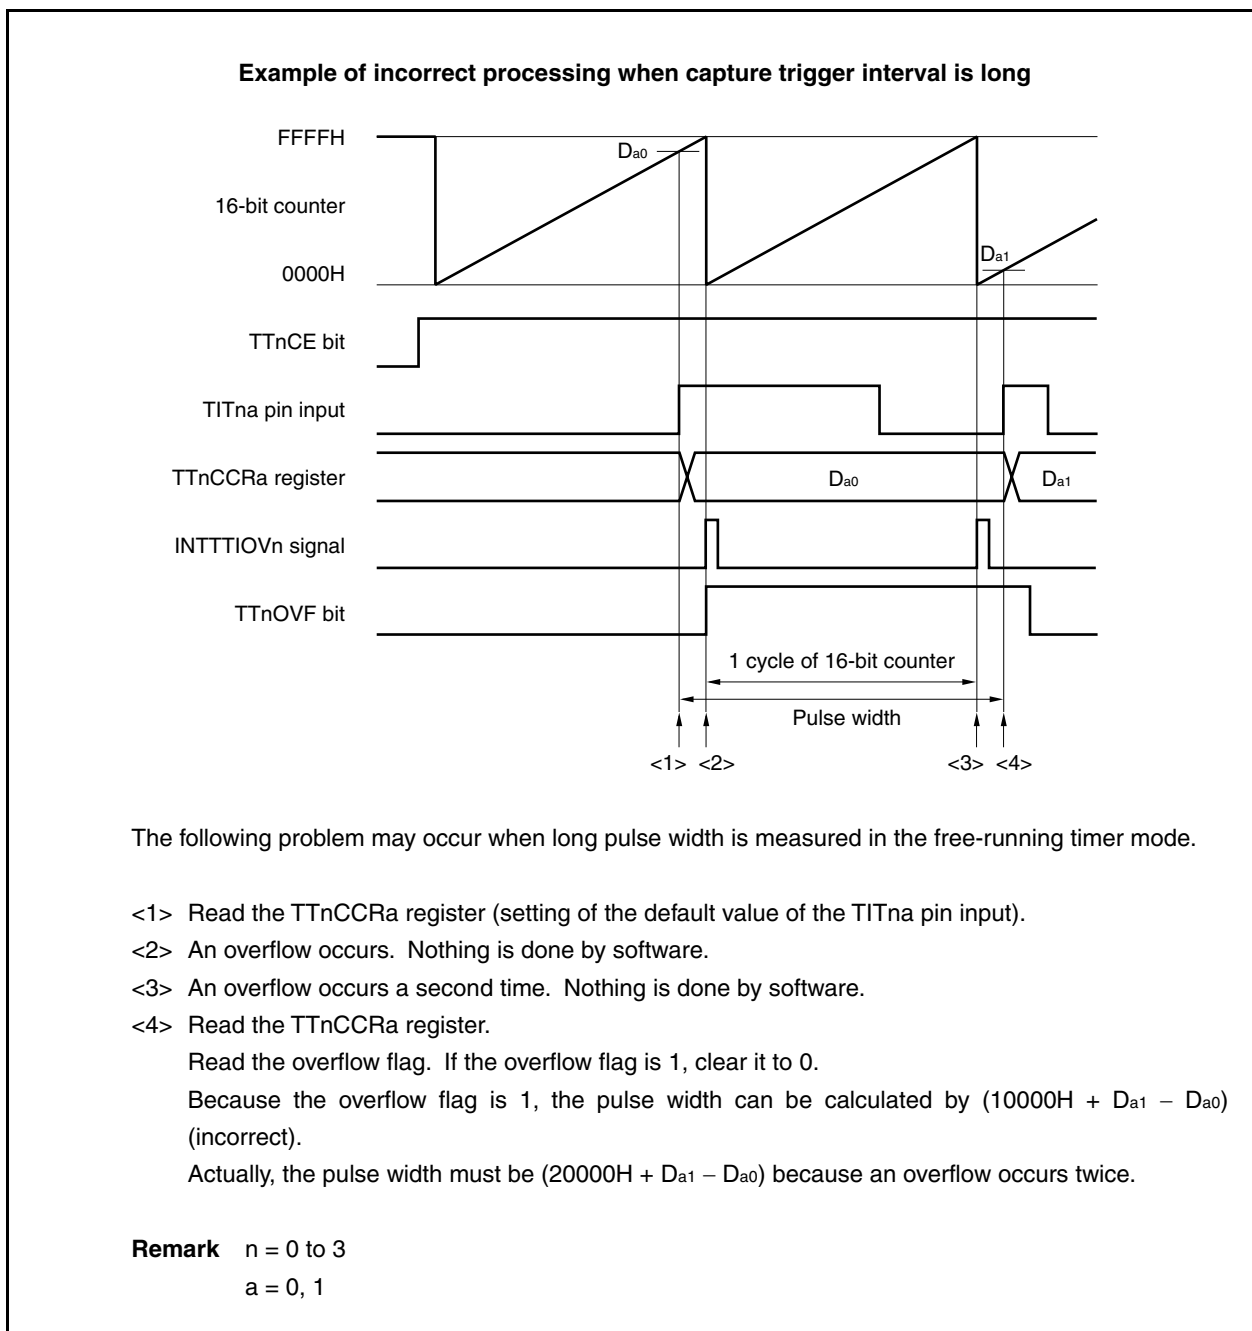 Example of incorrect processing when capture trigger interval is long
FFFFH
Da0
16-bit counter
Da1
0000H
TTnCE bit
TITna pin input
TTnCCRa register
Da0
Da1
INTTTIOVn signal
TTnOVF bit
1 cycle of 16-bit counter
Pulse width
<1> <2> <3> <4>
The following problem may occur when long pulse width is measured in the free-running timer mode.
<1> Read the TTnCCRa register (setting of the default value of the TITna pin input).
<2> An overflow occurs. Nothing is done by software.
<3> An overflow occurs a second time. Nothing is done by software.
<4> Read the TTnCCRa register.
Read the overflow flag. If the overflow flag is 1, clear it to 0.
Because the overflow flag is 1, the pulse width can be calculated by (10000H + Da1 − Da0)
(incorrect).
Actually, the pulse width must be (20000H + Da1 − Da0) because an overflow occurs twice.
Remark n = 0 to 3
a = 0, 1